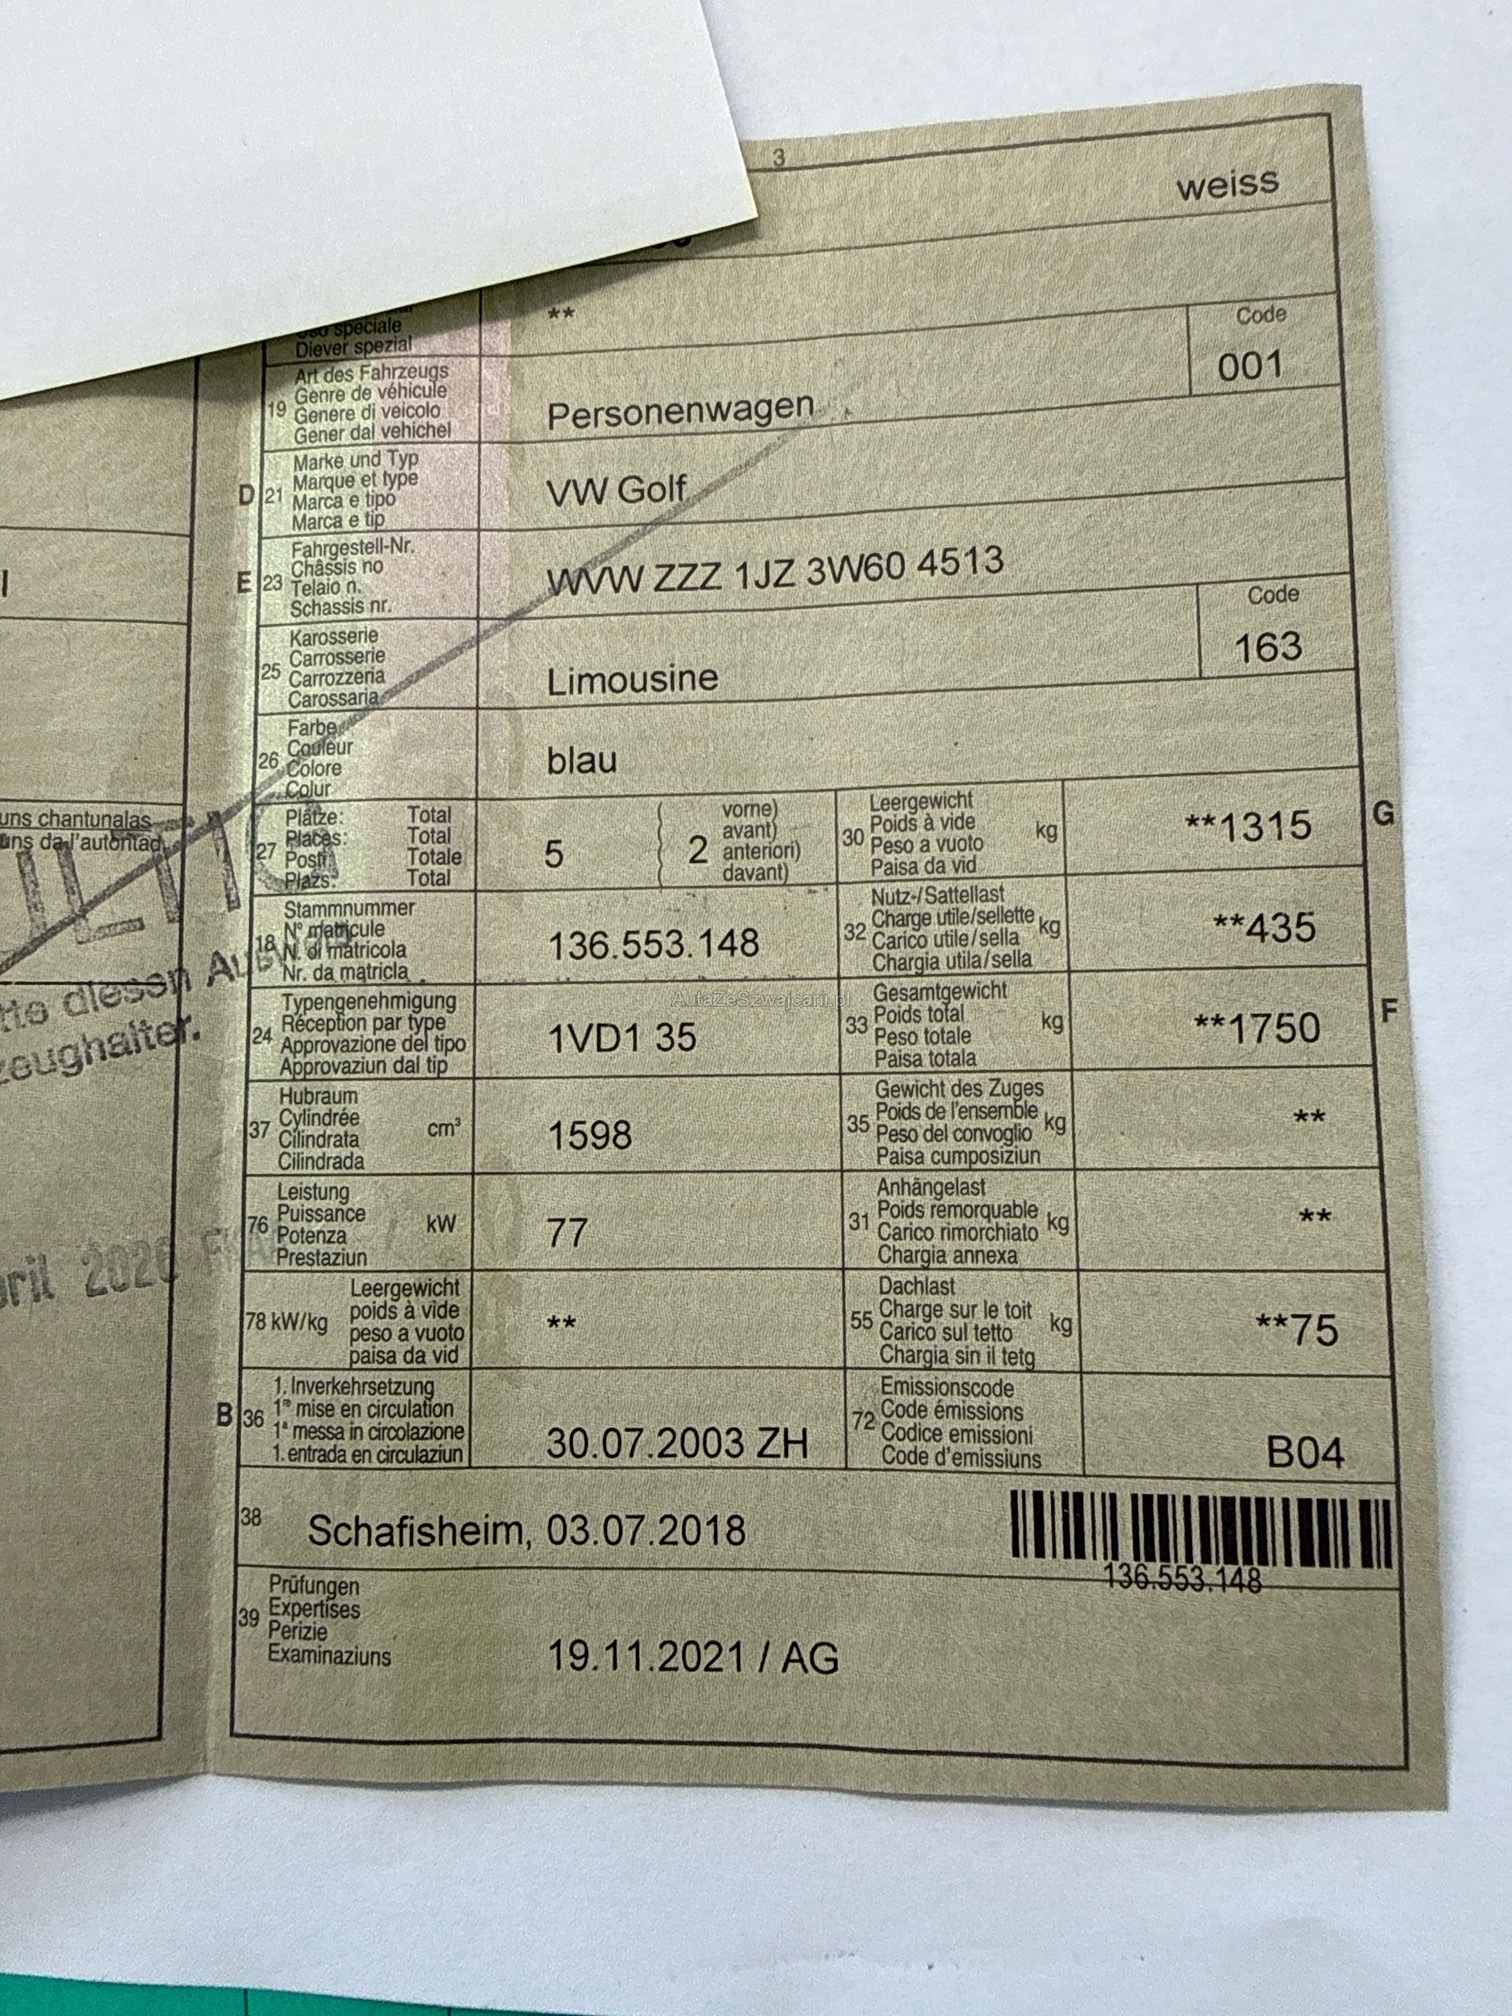 3
weiss
**
Uso speciale
Diever spezial
Code
001
19
Art des Fahrzeugs
Genre de véhicule
Genere di veicolo
Gener dal vehichel
Personenwagen
D 21
Marke und Typ
Marque et type
Marca e tipo
Marca e tip
VW Golf
E 23
Fahrgestell-Nr.
Châssis no
Telaio n.
Schassis nr.
WVW ZZZ 1JZ 3W60 4513
Code
163
25
Karosserie
Carrosserie
Carrozzeria
Carossaria
Limousine
26
Farbe
Couleur
Colore
Colur
blau
27
Plätze: Total
Places: Total
Posti Totale
Plazs: Total
5
2
vorne)
avant)
anteriori)
davant)
30
Leergewicht
Poids à vide
Peso a vuoto
Paisa da vid
kg
**1315
G
18
Stammnummer
N° matricule
N. di matricola
Nr. da matricla
136.553.148
32
Nutz-/Sattellast
Charge utile/sellette
Carico utile/sella
Chargia utila/sella
kg
**435
24
Typengenehmigung
Réception par type
Approvazione del tipo
Approvaziun dal tip
1VD1 35
33
Gesamtgewicht
Poids total
Peso totale
Paisa totala
kg
**1750
F
37
Hubraum
Cylindrée
Cilindrata
Cilindrada
cm³
1598
35
Gewicht des Zuges
Poids de l'ensemble
Peso del convoglio
Paisa cumposiziun
kg
**
76
Leistung
Puissance
Potenza
Prestaziun
kW
77
31
Anhängelast
Poids remorquable
Carico rimorchiato
Chargia annexa
kg
**
78 kW/kg
Leergewicht
poids à vide
peso a vuoto
paisa da vid
**
55
Dachlast
Charge sur le toit
Carico sul tetto
Chargia sin il tetg
kg
**75
B 36
1. Inverkehrsetzung
1re mise en circulation
1a messa in circolazione
1. entrada en circulaziun
30.07.2003 ZH
72
Emissionscode
Code émissions
Codice emissioni
Code d'emissiuns
B04
38
Schafisheim, 03.07.2018
136.553.148
39
Prüfungen
Expertises
Perizie
Examinaziuns
19.11.2021 / AG
uns chantunalas
uns da l'autoritad
diesen
zeughalter.
AutaZeSzwajcarii.pl